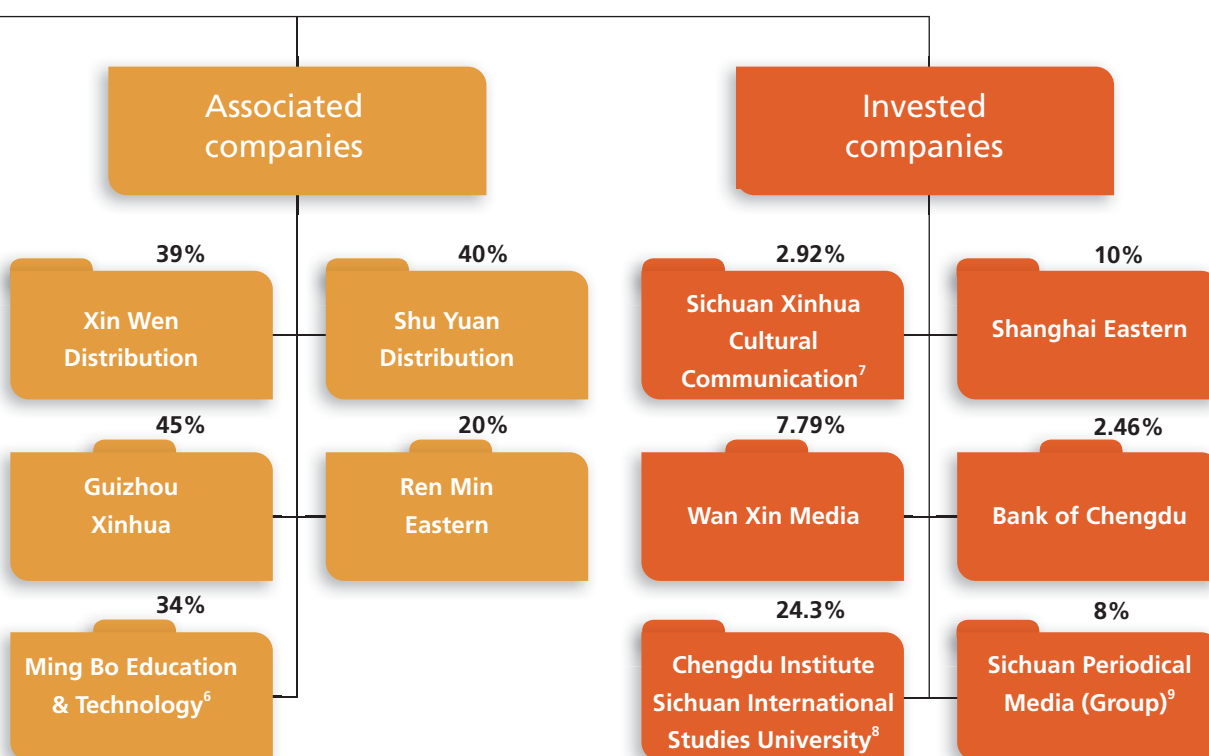 Associated
companies
Invested
companies
39%
Xin Wen
Distribution
40%
Shu Yuan
Distribution
2.92%
Sichuan Xinhua
Cultural
Communication7
10%
Shanghai Eastern
45%
Guizhou
Xinhua
20%
Ren Min
Eastern
7.79%
Wan Xin Media
2.46%
Bank of Chengdu
34%
Ming Bo Education
& Technology6
24.3%
Chengdu Institute
Sichuan International
Studies University8
8%
Sichuan Periodical
Media (Group)9